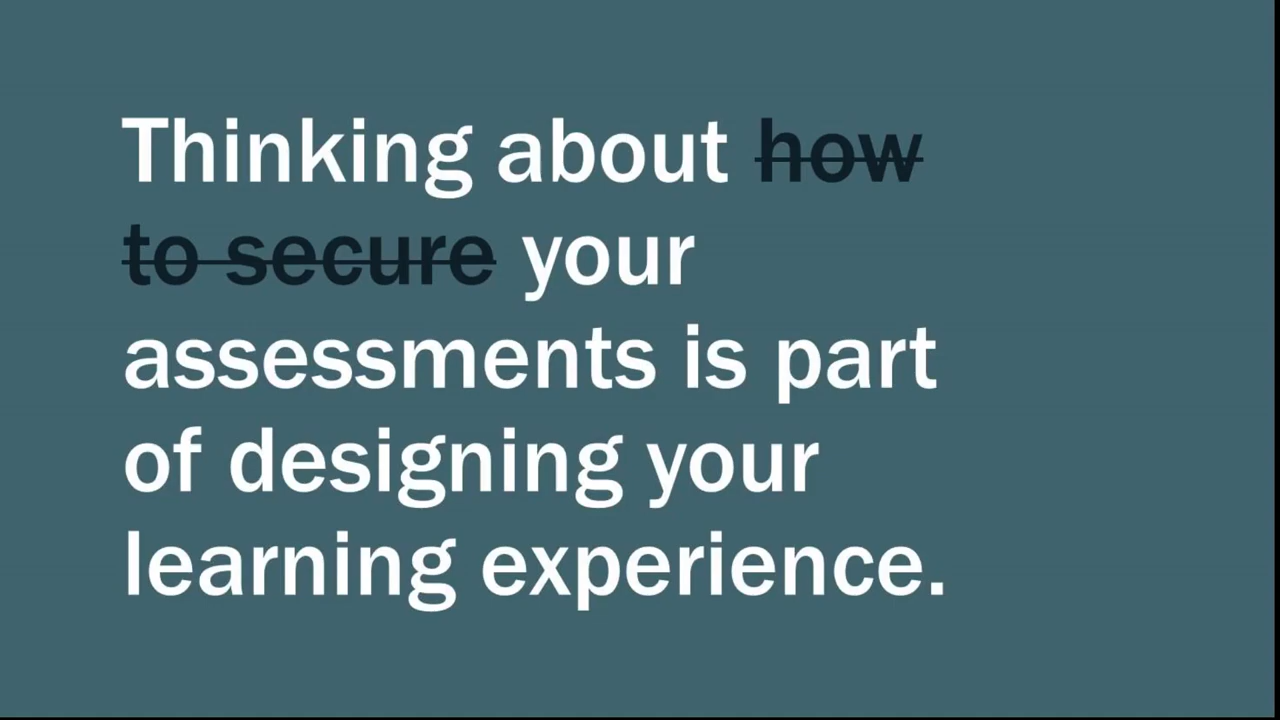 Thinking about how
to secure your
assessments is part
of designing your
learning experience.